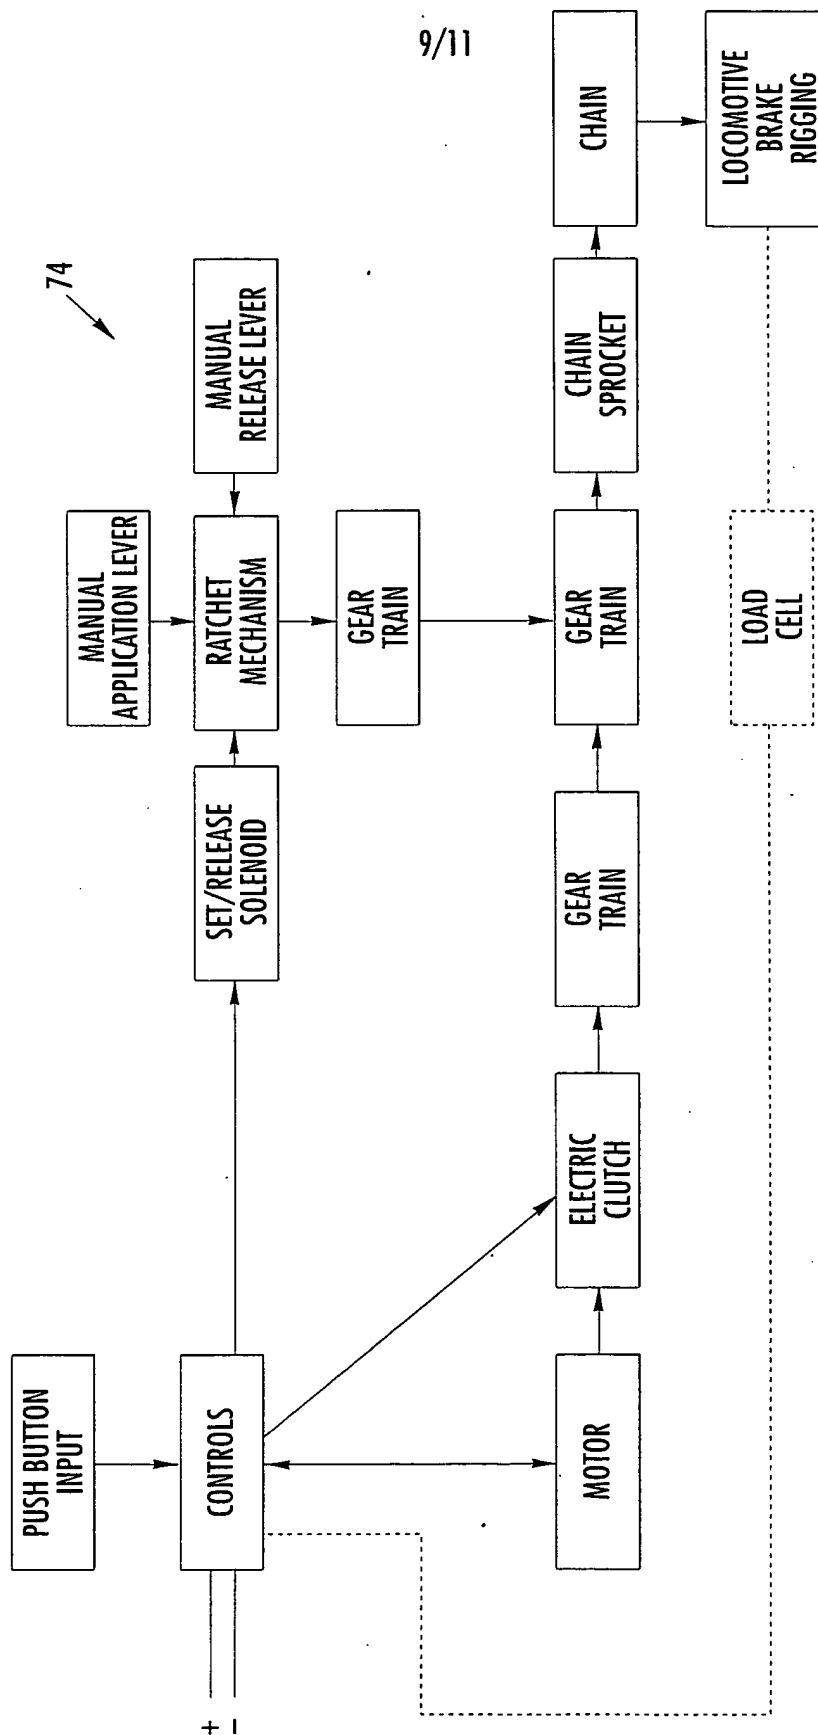 9/11
74
PUSH BUTTON
INPUT
CONTROLS
+
−
SET/RELEASE
SOLENOID
MANUAL
APPLICATION LEVER
RATCHET
MECHANISM
MANUAL
RELEASE LEVER
GEAR
TRAIN
MOTOR
ELECTRIC
CLUTCH
GEAR
TRAIN
GEAR
TRAIN
CHAIN
SPROCKET
CHAIN
LOCOMOTIVE
BRAKE
RIGGING
LOAD
CELL